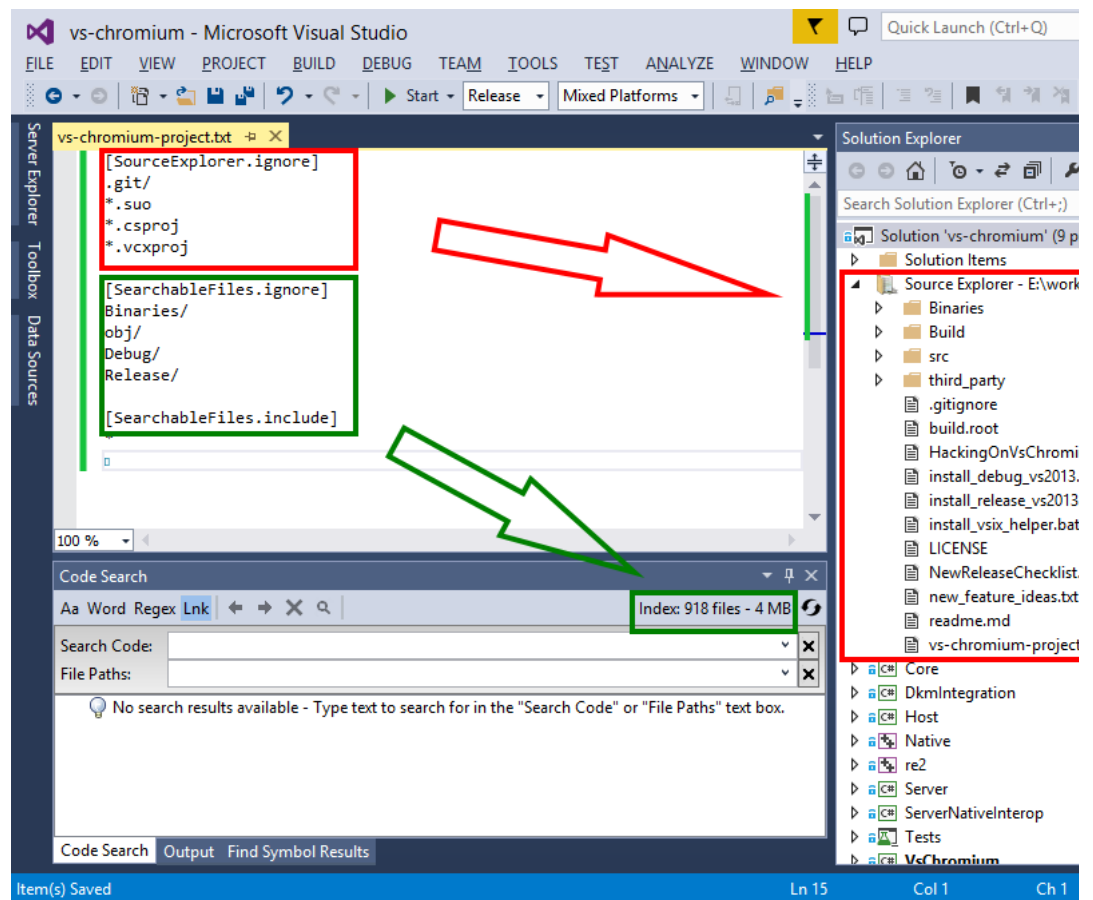 vs-chromium - Microsoft Visual Studio
Quick Launch (Ctrl+Q)
FILE EDIT VIEW PROJECT BUILD DEBUG TEAM TOOLS TEST ANALYZE WINDOW HELP
Start Release Mixed Platforms
Server Explorer
Toolbox
Data Sources
vs-chromium-project.txt
[SourceExplorer.ignore]
.git/
*.suo
*.csproj
*.vcxproj
[SearchableFiles.ignore]
Binaries/
obj/
Debug/
Release/
[SearchableFiles.include]
*
100 %
Code Search
Aa Word Regex Lnk
Index: 918 files - 4 MB
Search Code:
File Paths:
No search results available - Type text to search for in the "Search Code" or "File Paths" text box.
Code Search Output Find Symbol Results
Solution Explorer
Search Solution Explorer (Ctrl+;)
Solution 'vs-chromium' (9 p
Solution Items
Source Explorer - E:\work
Binaries
Build
src
third_party
.gitignore
build.root
HackingOnVsChromi
install_debug_vs2013.
install_release_vs2013
install_vsix_helper.bat
LICENSE
NewReleaseChecklist.
new_feature_ideas.txt
readme.md
vs-chromium-project
Core
DkmIntegration
Host
Native
re2
Server
ServerNativeInterop
Tests
VsChromium
Item(s) Saved
Ln 15 Col 1 Ch 1